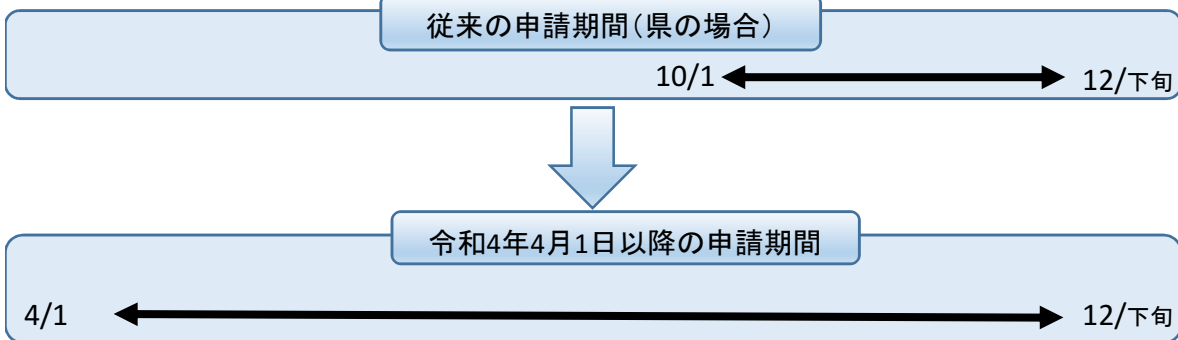 従来の申請期間(県の場合)
10/1 12/下旬
令和4年4月1日以降の申請期間
4/1 12/下旬